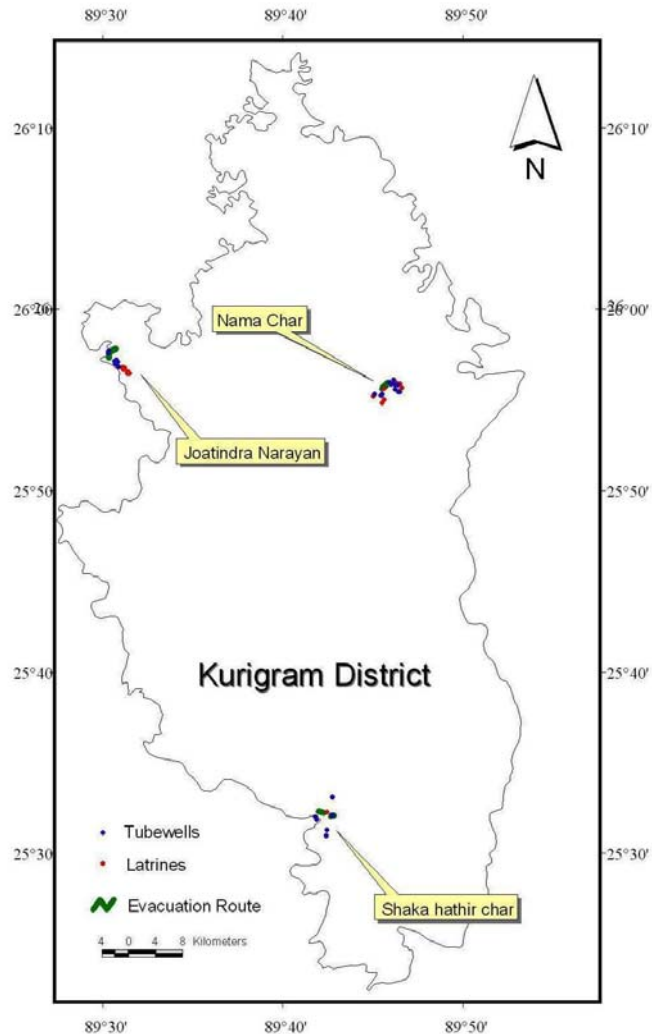 89°30' 89°40' 89°50'
26°10' 26°10'
26°00' 26°00'
Nama Char
Joatindra Narayan
25°50' 25°50'
25°40' 25°40'
Kurigram District
N
25°30' 25°30'
Tubewells
Latrines
Evacuation Route
Shaka hathir char
4 0 4 8 Kilometers
89°30' 89°40' 89°50'